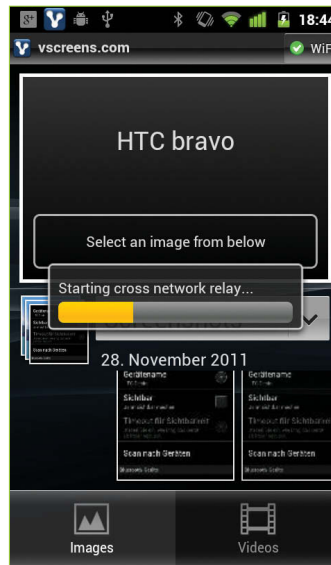 18:44
vscreens.com
WiF
HTC bravo
Select an image from below
Starting cross network relay...
28. November 2011
Gerätename
Sichtbar
Timeout für Sichtbarkeit
Scan nach Geräten
Gerätename
Sichtbar
Timeout für Sichtbarkeit
Scan nach Geräten
Images
Videos